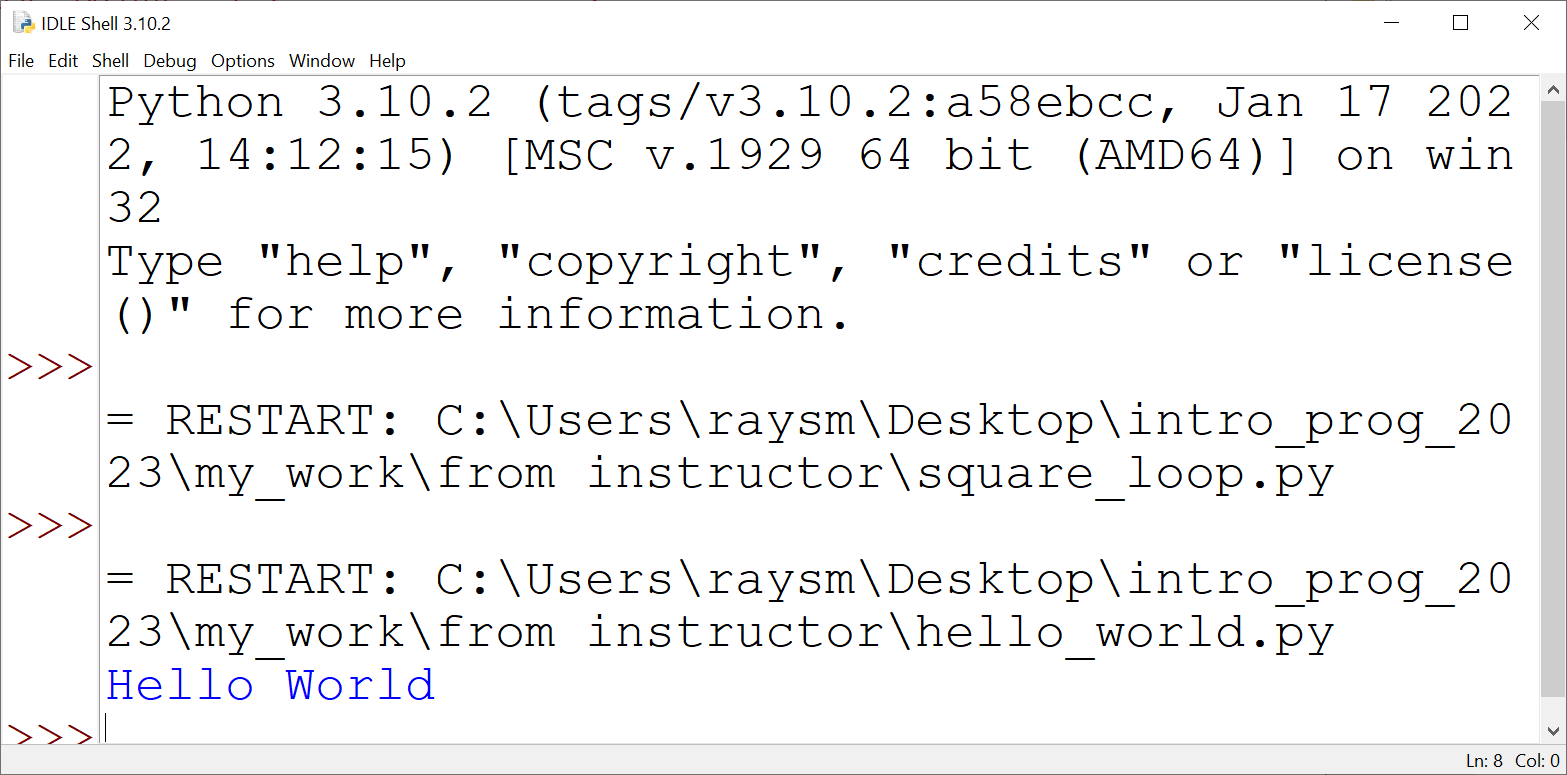 IDLE Shell 3.10.2
File Edit Shell Debug Options Window Help
Python 3.10.2 (tags/v3.10.2:a58ebcc, Jan 17 202
2, 14:12:15) [MSC v.1929 64 bit (AMD64)] on win
32
Type "help", "copyright", "credits" or "license
()" for more information.
>>>
= RESTART: C:\Users\raysm\Desktop\intro_prog_20
23\my_work\from instructor\square_loop.py
>>>
= RESTART: C:\Users\raysm\Desktop\intro_prog_20
23\my_work\from instructor\hello_world.py
Hello World
>>>
Ln: 8 Col: 0